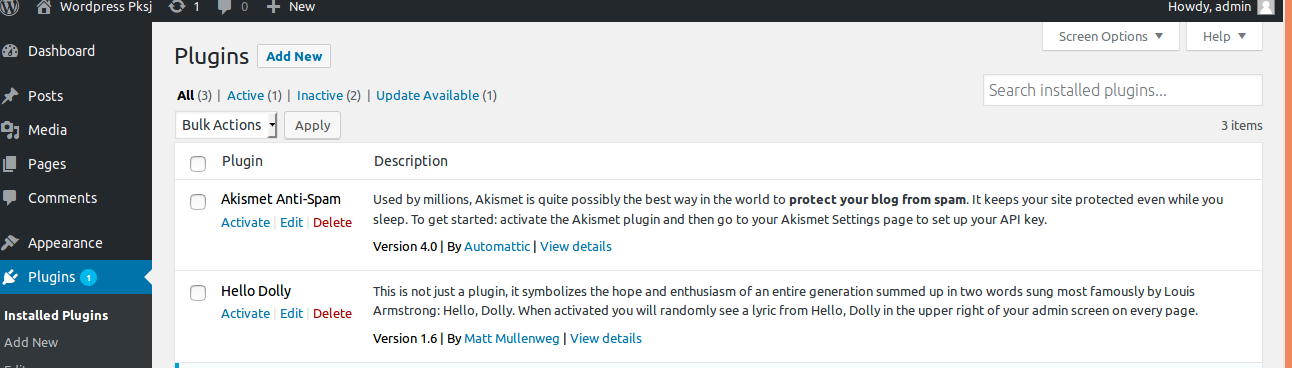 Wordpress Pksj 1 0 New Howdy, admin
Dashboard
Posts
Media
Pages
Comments
Appearance
Plugins 1
Installed Plugins
Add New
Screen Options Help
Plugins Add New
All (3) | Active (1) | Inactive (2) | Update Available (1)
Search installed plugins...
Bulk Actions Apply
3 items
Plugin Description
Akismet Anti-Spam
Activate | Edit | Delete
Used by millions, Akismet is quite possibly the best way in the world to protect your blog from spam. It keeps your site protected even while you
sleep. To get started: activate the Akismet plugin and then go to your Akismet Settings page to set up your API key.
Version 4.0 | By Automattic | View details
Hello Dolly
Activate | Edit | Delete
This is not just a plugin, it symbolizes the hope and enthusiasm of an entire generation summed up in two words sung most famously by Louis
Armstrong: Hello, Dolly. When activated you will randomly see a lyric from Hello, Dolly in the upper right of your admin screen on every page.
Version 1.6 | By Matt Mullenweg | View details